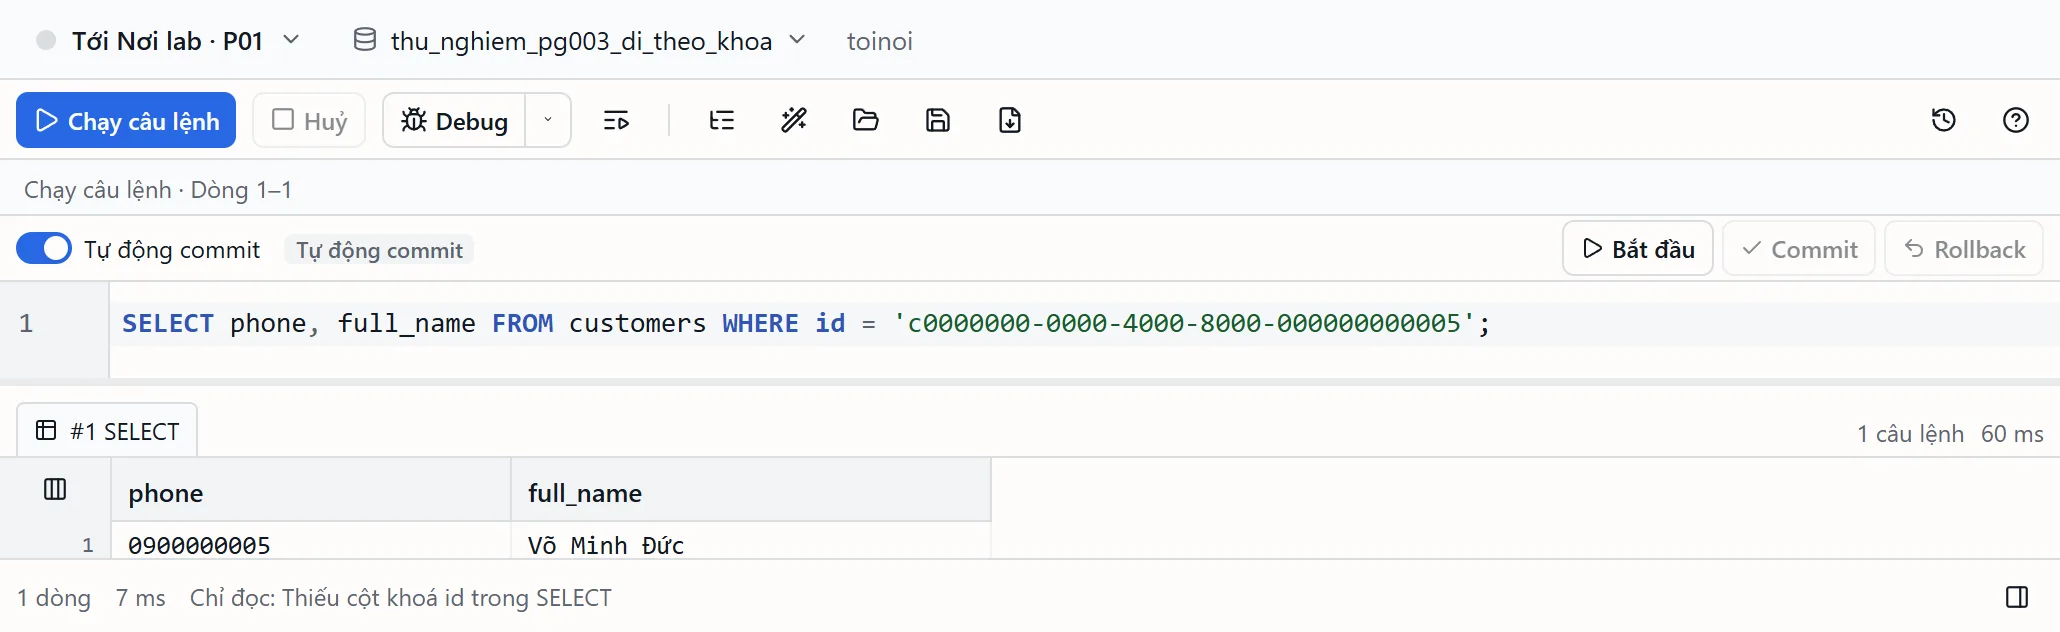 Tới Nơi lab · P01 thu_nghiem_pg003_di_theo_khoa toinoi
Chạy câu lệnh Huỷ Debug
Chạy câu lệnh · Dòng 1–1
Tự động commit Tự động commit Bắt đầu Commit Rollback
1 SELECT phone, full_name FROM customers WHERE id = 'c0000000-0000-4000-8000-000000000005';
#1 SELECT 1 câu lệnh 60 ms
phone full_name
1 0900000005 Võ Minh Đức
1 dòng 7 ms Chỉ đọc: Thiếu cột khoá id trong SELECT